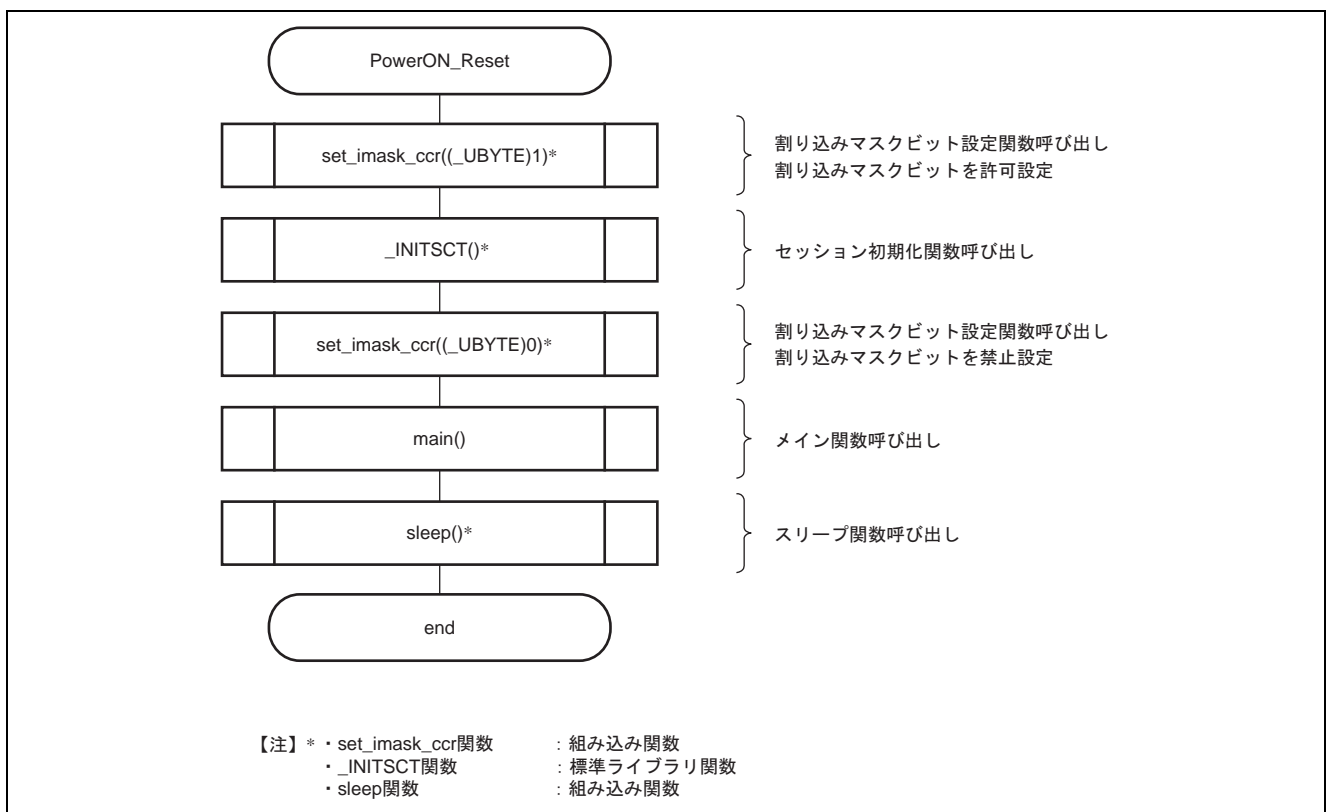 PowerON_Reset
set_imask_ccr((_UBYTE)1)*
割り込みマスクビット設定関数呼び出し
割り込みマスクビットを許可設定
_INITSCT()*
セッション初期化関数呼び出し
set_imask_ccr((_UBYTE)0)*
割り込みマスクビット設定関数呼び出し
割り込みマスクビットを禁止設定
main()
メイン関数呼び出し
sleep()*
スリープ関数呼び出し
end
【注】*・set_imask_ccr関数 : 組み込み関数
・_INITSCT関数 : 標準ライブラリ関数
・sleep関数 : 組み込み関数